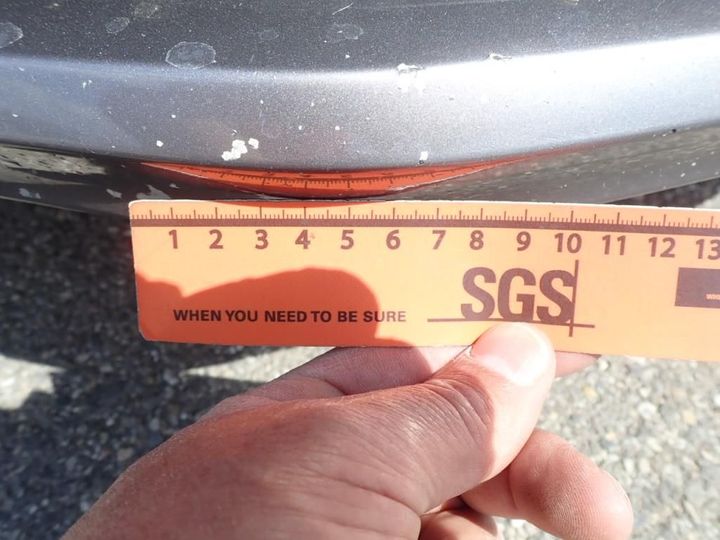 1 2 3 4 5 6 7 8 9 10 11 12 13
SGS
WHEN YOU NEED TO BE SURE